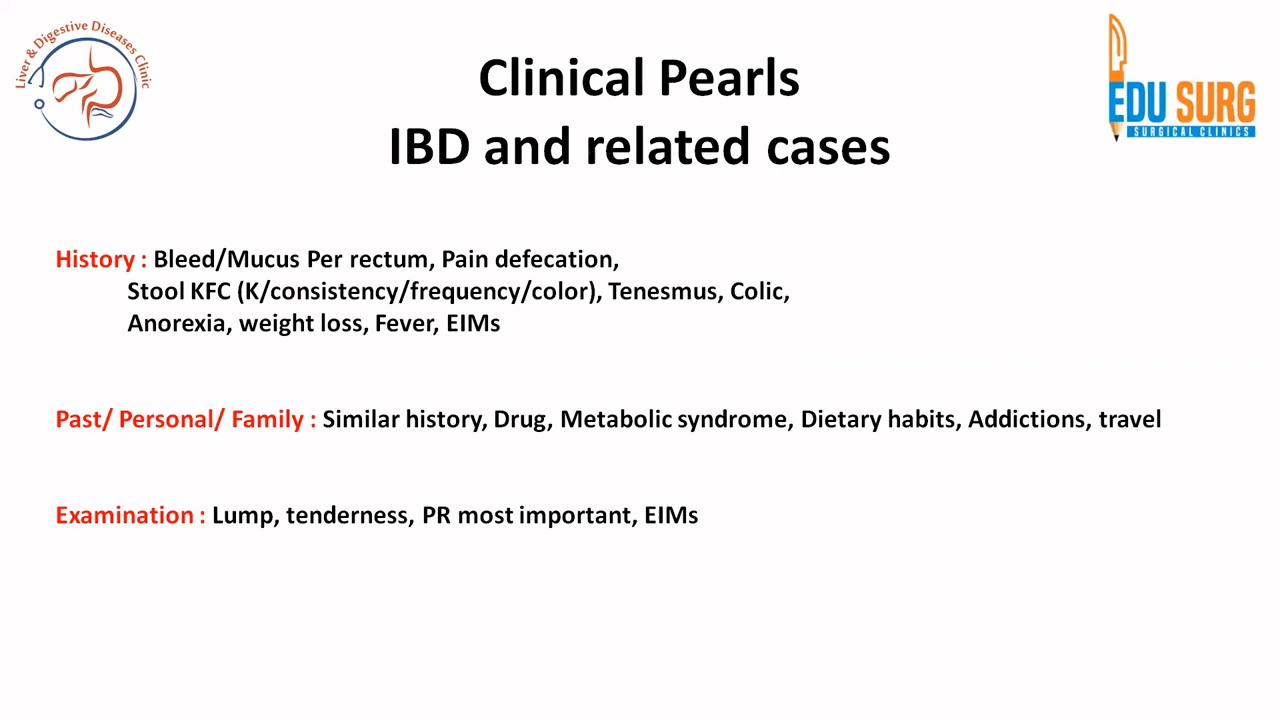 Liver & Digestive Diseases Clinic
EDU SURG
SURGICAL CLINICS
Clinical Pearls
IBD and related cases
History : Bleed/Mucus Per rectum, Pain defecation,
Stool KFC (K/consistency/frequency/color), Tenesmus, Colic,
Anorexia, weight loss, Fever, EIMs
Past/ Personal/ Family : Similar history, Drug, Metabolic syndrome, Dietary habits, Addictions, travel
Examination : Lump, tenderness, PR most important, EIMs